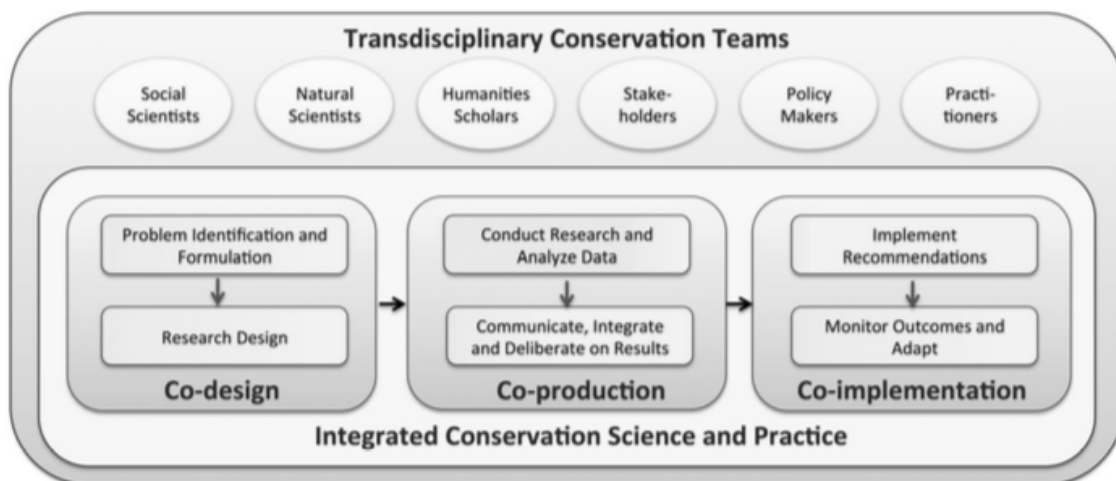 Transdisciplinary Conservation Teams
Social
Scientists
Natural
Scientists
Humanities
Scholars
Stake-
holders
Policy
Makers
Practi-
tioners
Problem Identification and
Formulation
Research Design
Co-design
Conduct Research and
Analyze Data
Communicate, Integrate
and Deliberate on Results
Co-production
Implement
Recommendations
Monitor Outcomes and
Adapt
Co-implementation
Integrated Conservation Science and Practice